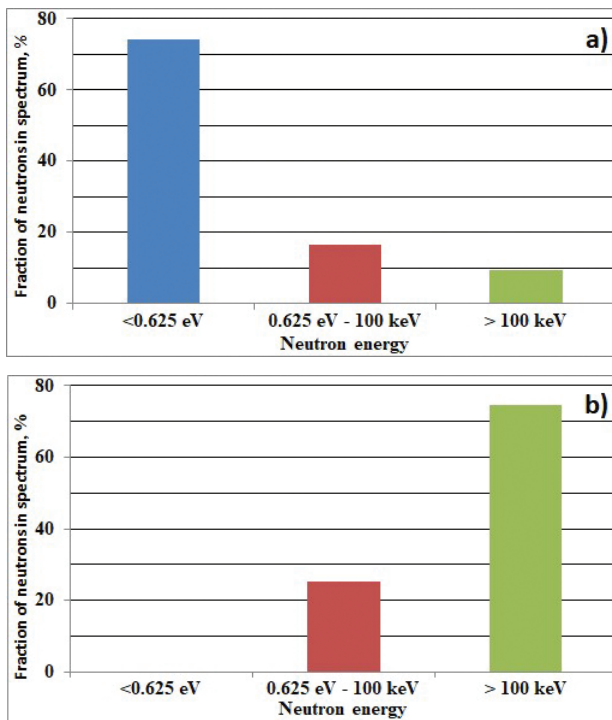 a)
Fraction of neutrons in spectrum, %
80
60
40
20
0
<0.625 eV
0.625 eV - 100 keV
> 100 keV
Neutron energy
b)
Fraction of neutrons in spectrum, %
80
60
40
20
0
<0.625 eV
0.625 eV - 100 keV
> 100 keV
Neutron energy